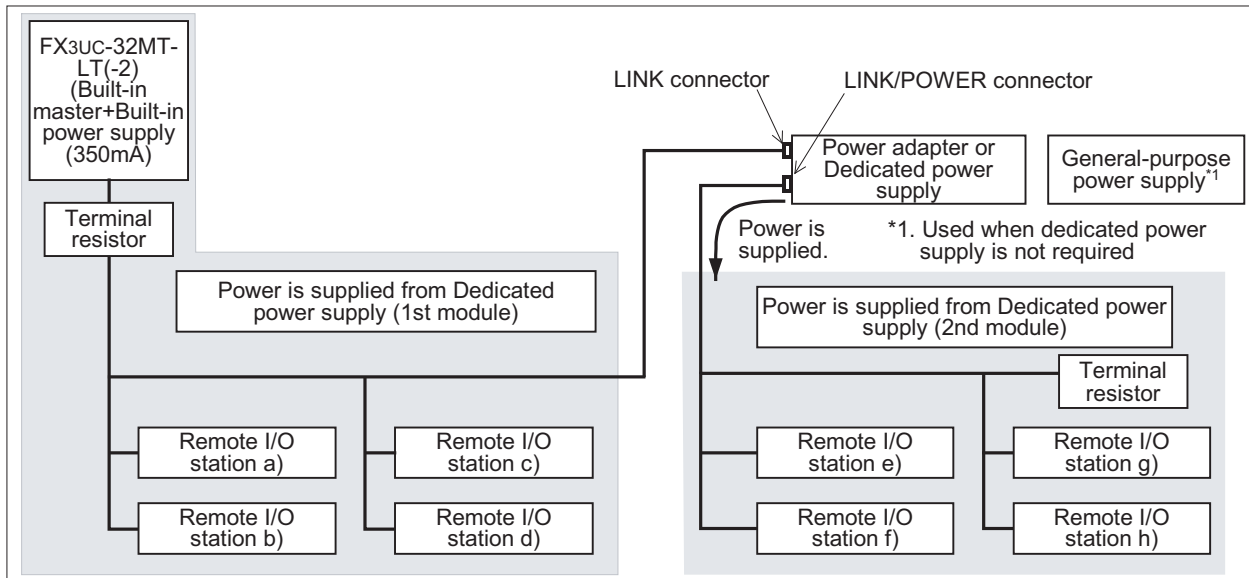 FX3UC-32MT-
LT(-2)
(Built-in
master+Built-in
power supply
(350mA)
Terminal
resistor
Power is supplied from Dedicated
power supply (1st module)
Remote I/O
station a)
Remote I/O
station b)
Remote I/O
station c)
Remote I/O
station d)
LINK connector
LINK/POWER connector
Power adapter or
Dedicated power
supply
General-purpose
power supply*1
Power is
supplied.
*1. Used when dedicated power
supply is not required
Power is supplied from Dedicated power
supply (2nd module)
Terminal
resistor
Remote I/O
station e)
Remote I/O
station f)
Remote I/O
station g)
Remote I/O
station h)